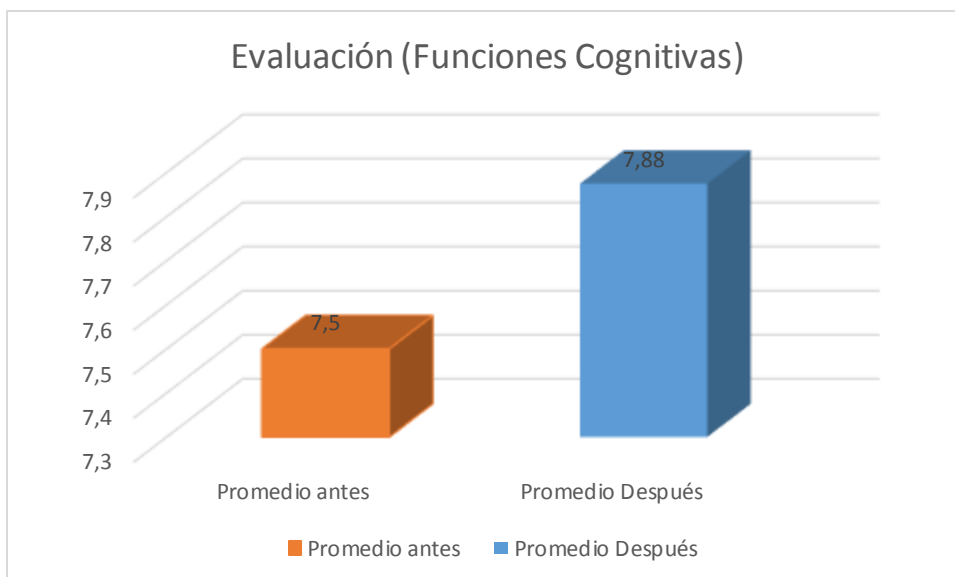 Evaluación (Funciones Cognitivas)
7,9
7,8
7,7
7,6
7,5
7,4
7,3
7,5
7,88
Promedio antes
Promedio Después
Promedio antes
Promedio Después